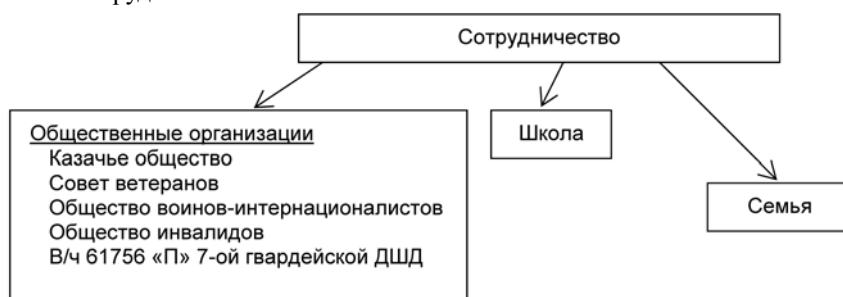 Сотрудничество
Общественные организации
Казачье общество
Совет ветеранов
Общество воинов-интернационалистов
Общество инвалидов
В/ч 61756 «П» 7-ой гвардейской ДШД
Школа
Семья